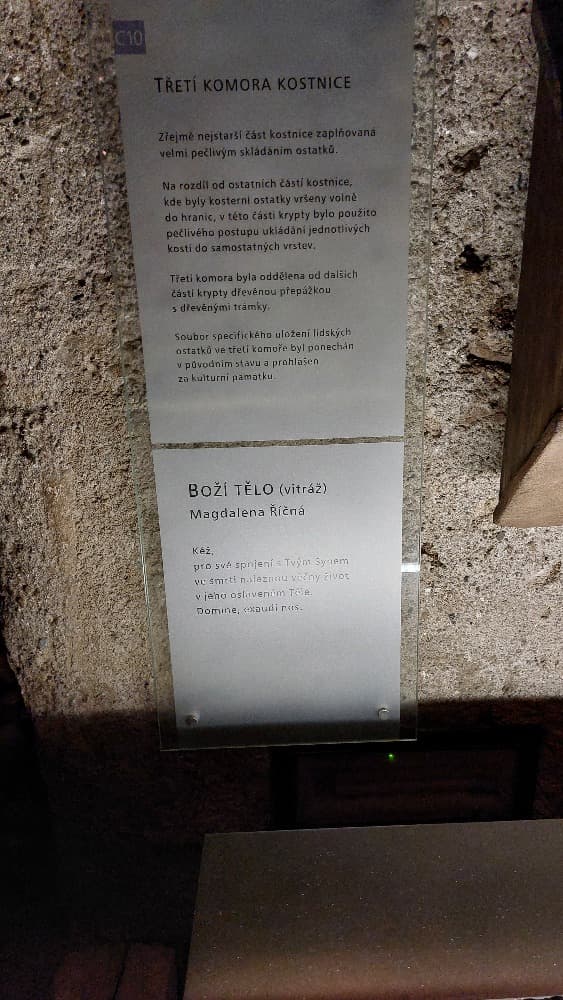 C10
TŘETÍ KOMORA KOSTNICE
Zřejmě nejstarší část kostnice zaplňovaná
velmi pečlivým skládáním ostatků.
Na rozdíl od ostatních částí kostnice,
kde byly kosterní ostatky vršeny volně
do hranic, v této části krypty bylo použito
pečlivého postupu ukládání jednotlivých
kostí do samostatných vrstev.
Třetí komora byla oddělena od dalších
částí krypty dřevěnou přepážkou
s dřevěnými trámky.
Soubor specifického uložení lidských
ostatků ve třetí komoře byl ponechán
v původním stavu a prohlášen
za kulturní památku.
BOŽÍ TĚLO (vitráž)
Magdalena Říčná
Kéž,
pro své spojení s Tvým Synem
ve smrti naleznou věčný život
v jeho oslaveném Těle.
Domine, exaudi nos.